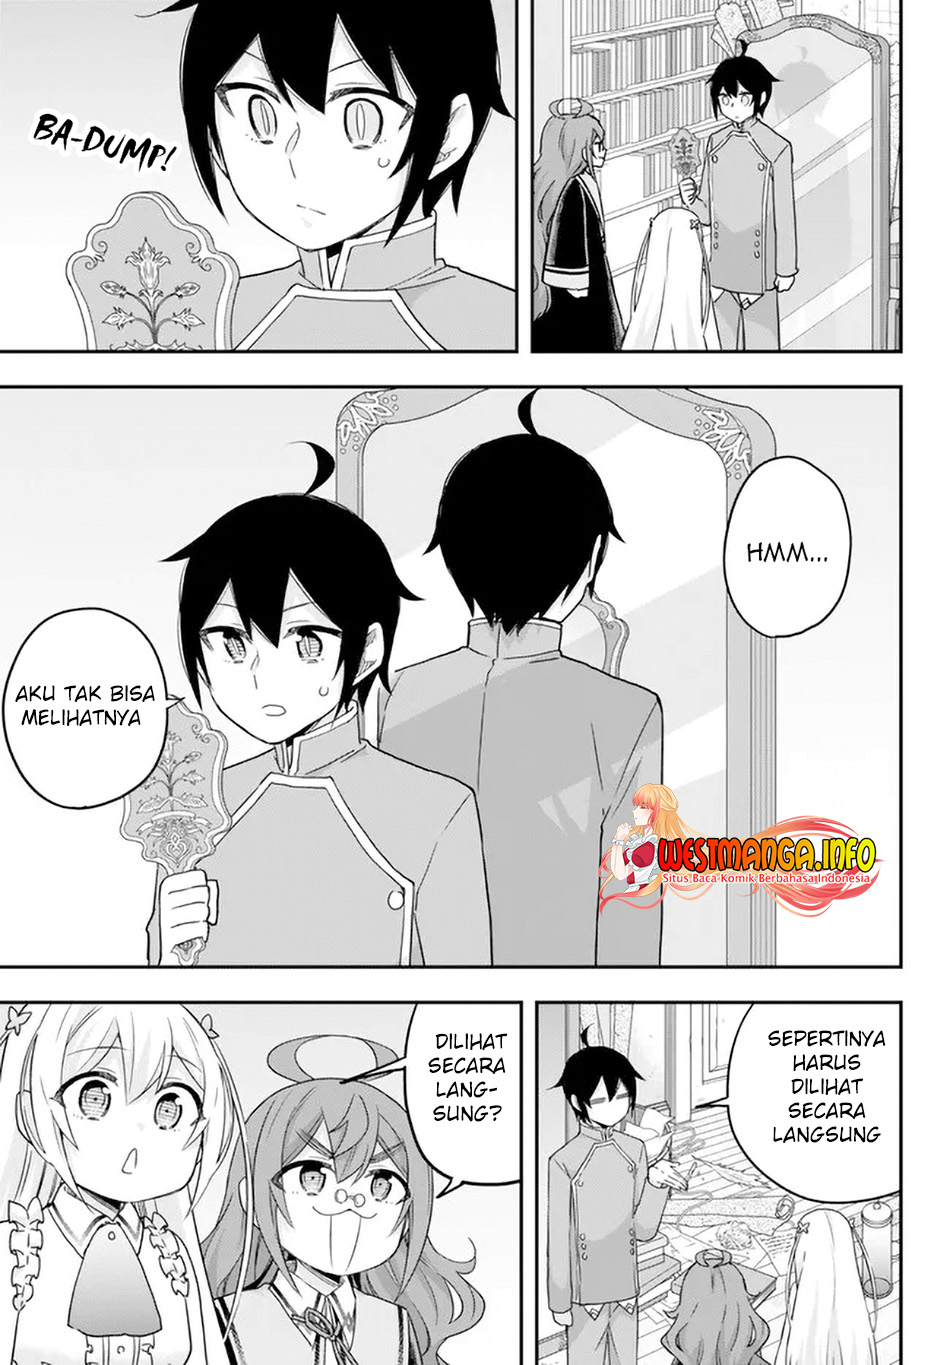 BA-DUMP!
HMM...
AKU TAK BISA
MELIHATNYA
WESTMANGA.INFO
Situs Baca Komik Berbahasa Indonesia
SEPERTINYA
HARUS
DILIHAT
SECARA
LANGSUNG
DILIHAT
SECARA
LANG-
SUNG?